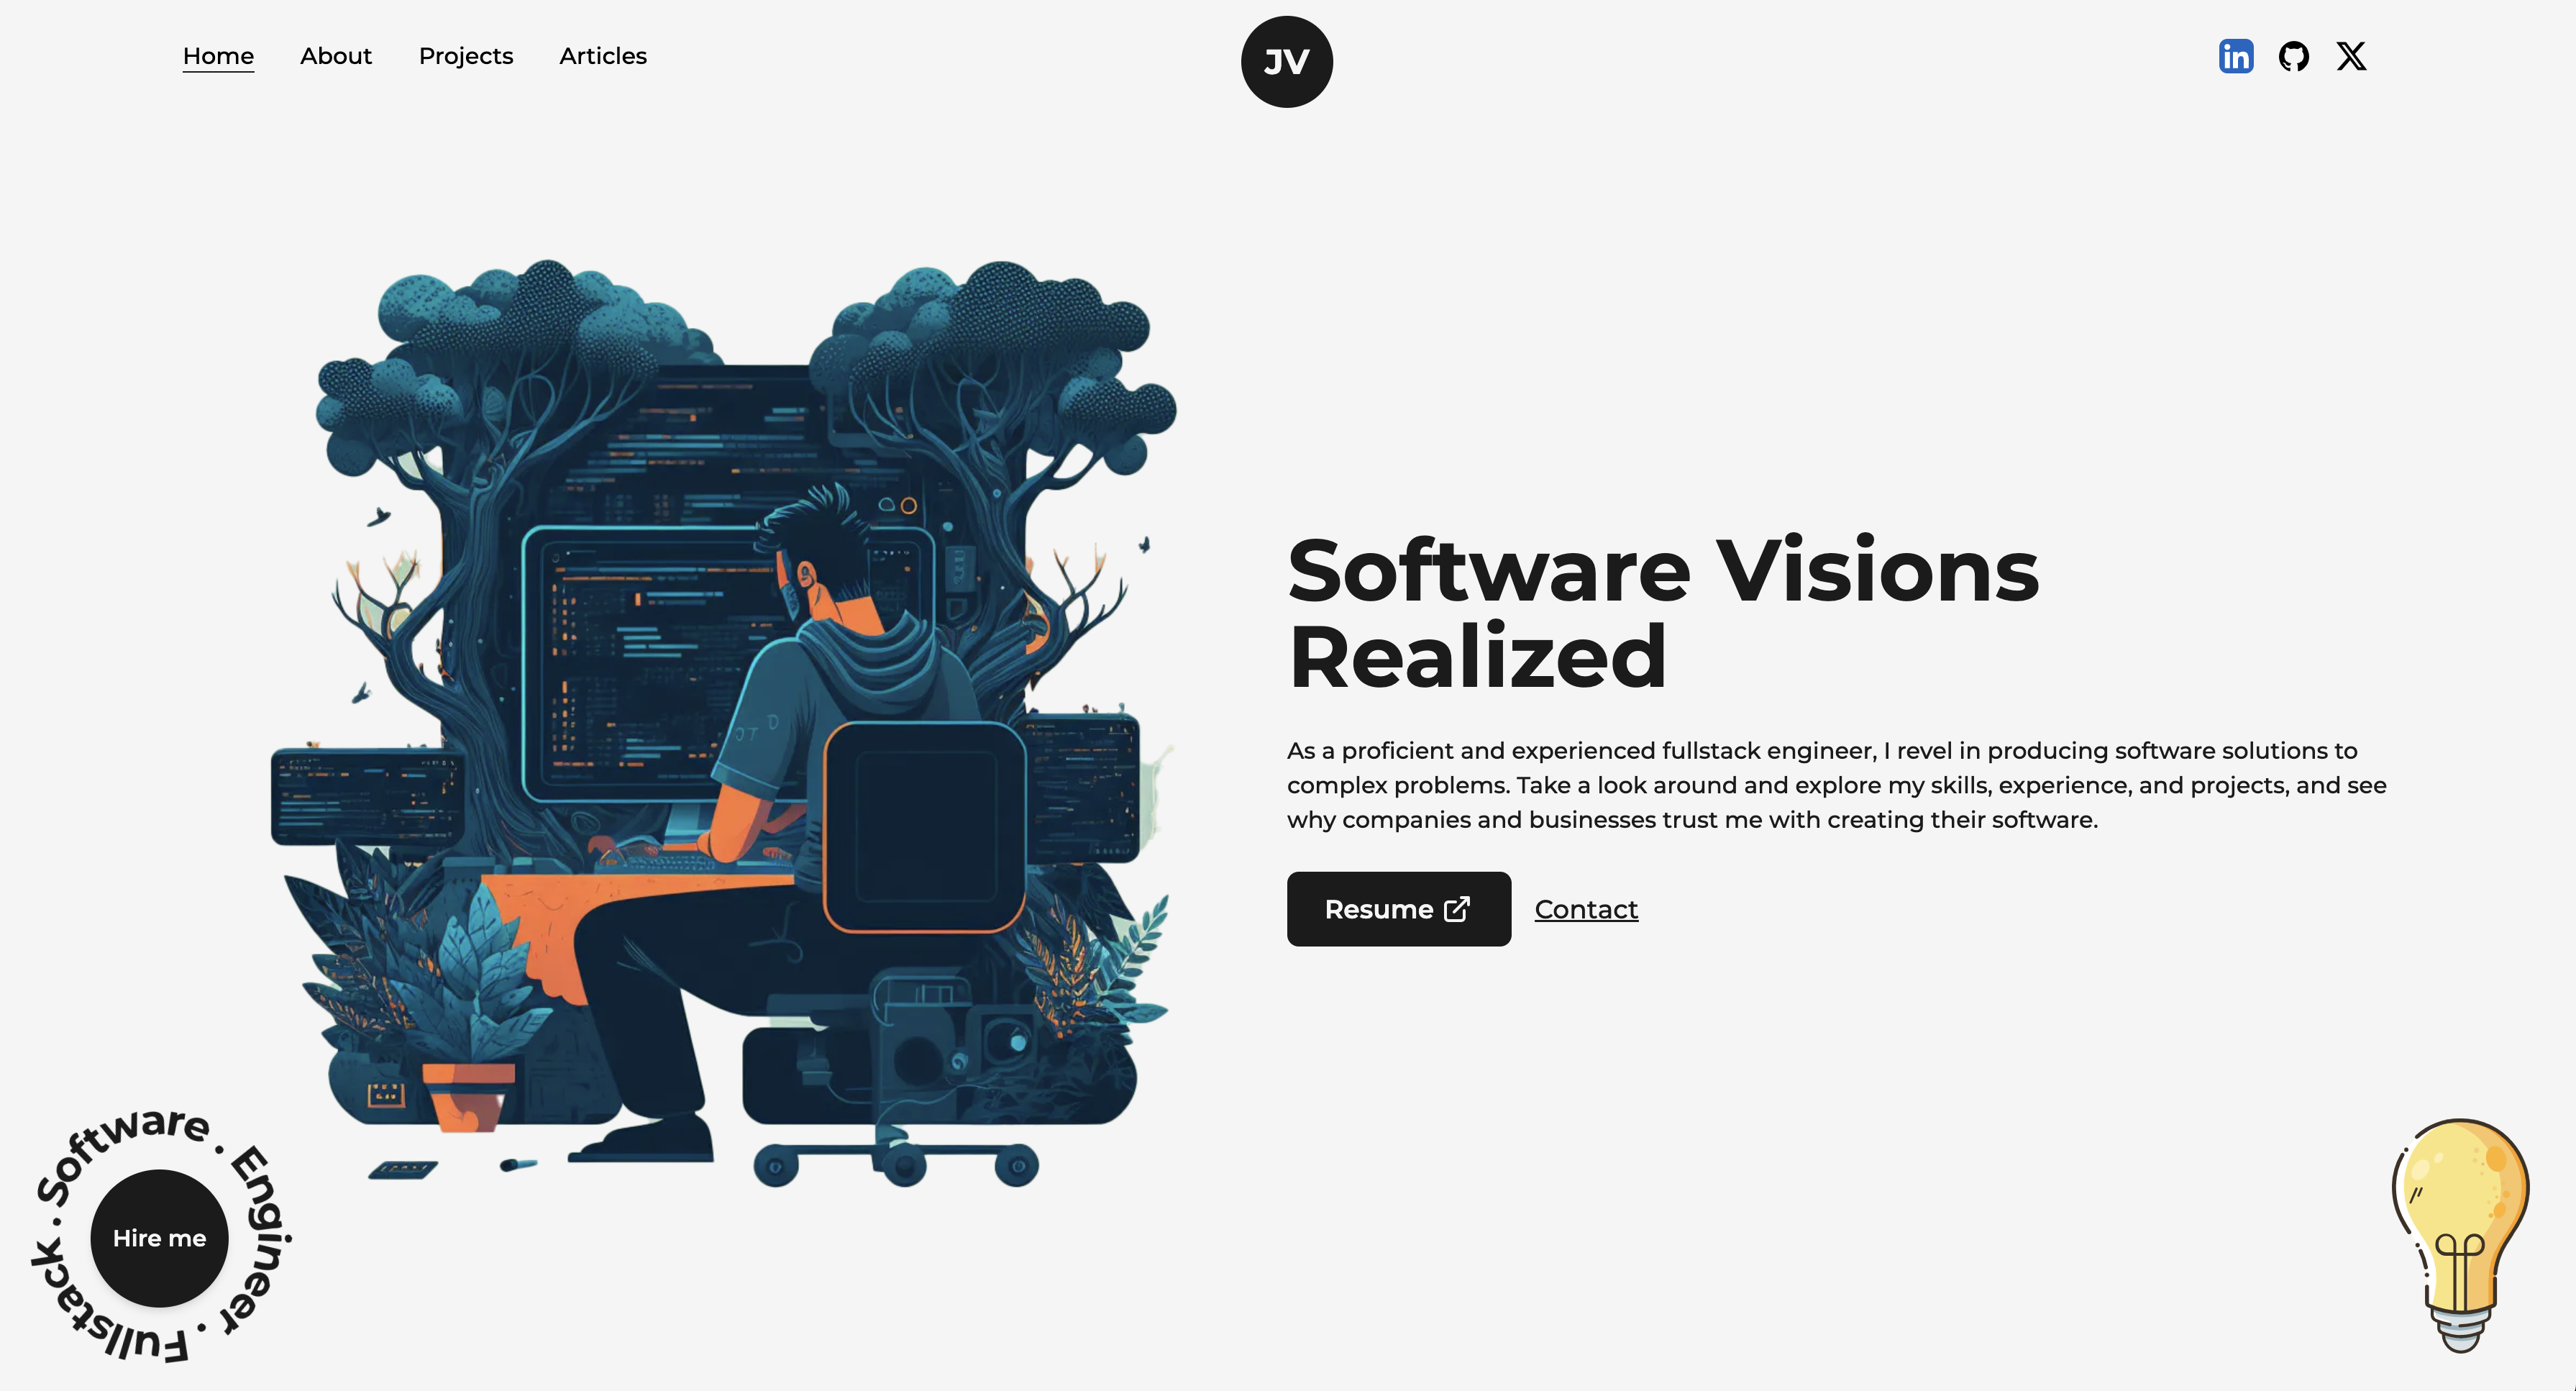 Home About Projects Articles
JV
in
Software Visions
Realized
As a proficient and experienced fullstack engineer, I revel in producing software solutions to
complex problems. Take a look around and explore my skills, experience, and projects, and see
why companies and businesses trust me with creating their software.
Resume Contact
Fullstack · Software · Engineer ·
Hire me